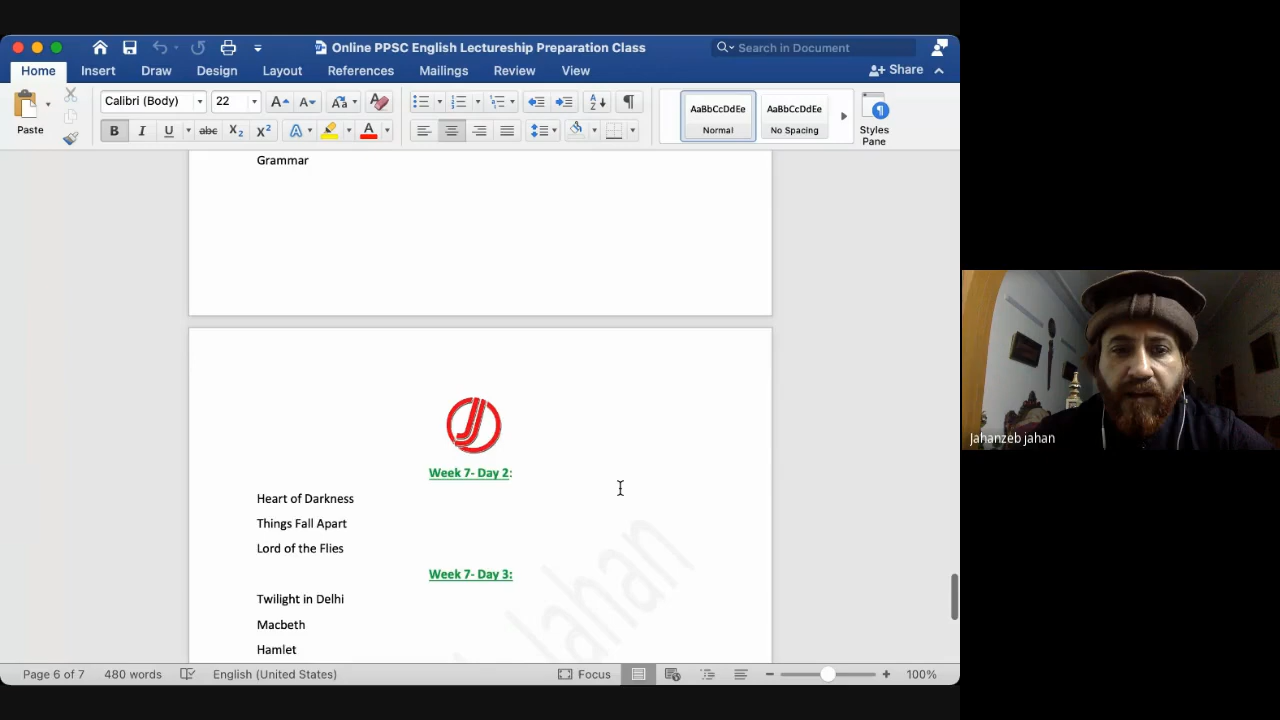 Online PPSC English Lectureship Preparation Class
Search in Document
Home Insert Draw Design Layout References Mailings Review View
Share
Paste
Calibri (Body) 22
AaBbCcDdEe AaBbCcDdEe
Normal No Spacing
Styles Pane
Grammar
Week 7- Day 2:
Heart of Darkness
Things Fall Apart
Lord of the Flies
Week 7- Day 3:
Twilight in Delhi
Macbeth
Hamlet
Jahan
Page 6 of 7 480 words English (United States) Focus 100%
Jahanzeb jahan